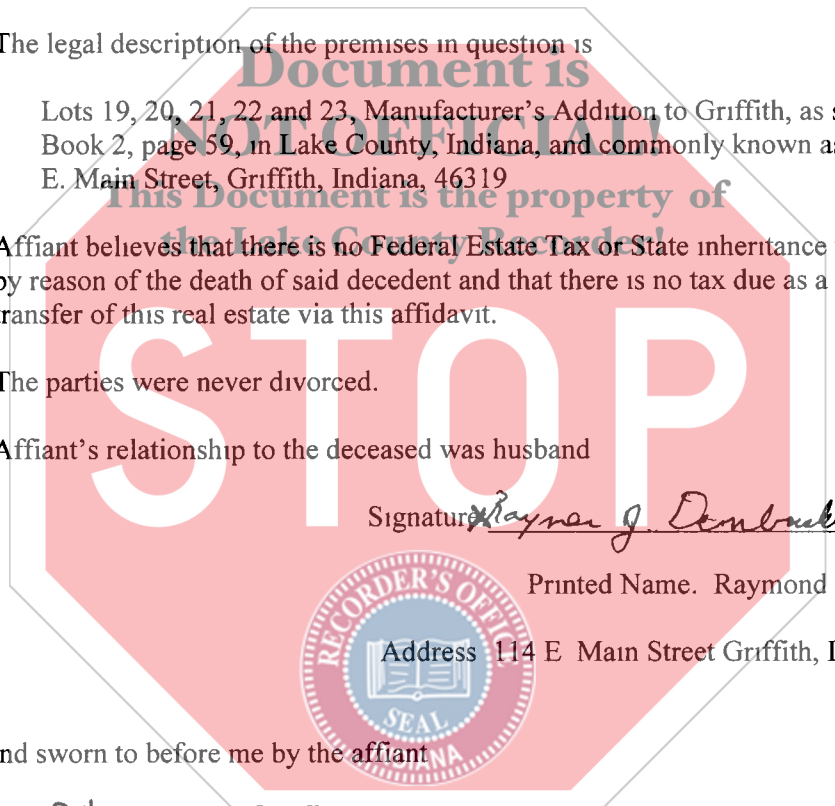 The legal description of the premises in question is
Document is
Lots 19, 20, 21, 22 and 23, Manufacturer's Addition to Griffith, as
NOT OFFICIAL!
Book 2, page 59, in Lake County, Indiana, and commonly known as
E. Main Street, Griffith, Indiana, 46319
This Document is the property of
the Lake County Recorder!
Affiant believes that there is no Federal Estate Tax or State inheritance
by reason of the death of said decedent and that there is no tax due as a
transfer of this real estate via this affidavit.
STOP
The parties were never divorced.
Affiant's relationship to the deceased was husband
Signature
Printed Name. Raymond
RECORDER'S OFFICE
Address 114 E Main Street Griffith,
SEAL
INDIANA
nd sworn to before me by the affiant